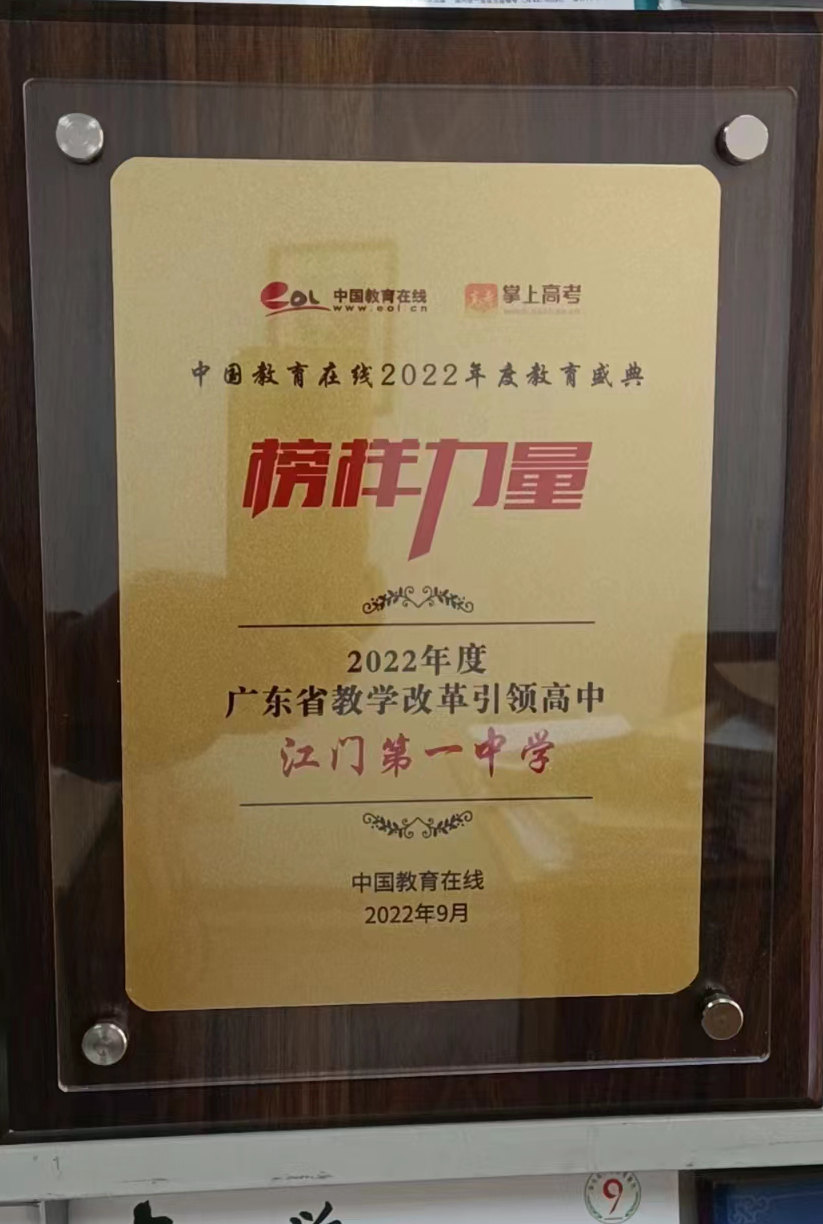 eol 中国教育在线 掌上高考
www.eol.cn
中国教育在线2022年度教育盛典
榜样力量
2022年度
广东省教学改革引领高中
江门第一中学
中国教育在线
2022年9月
9